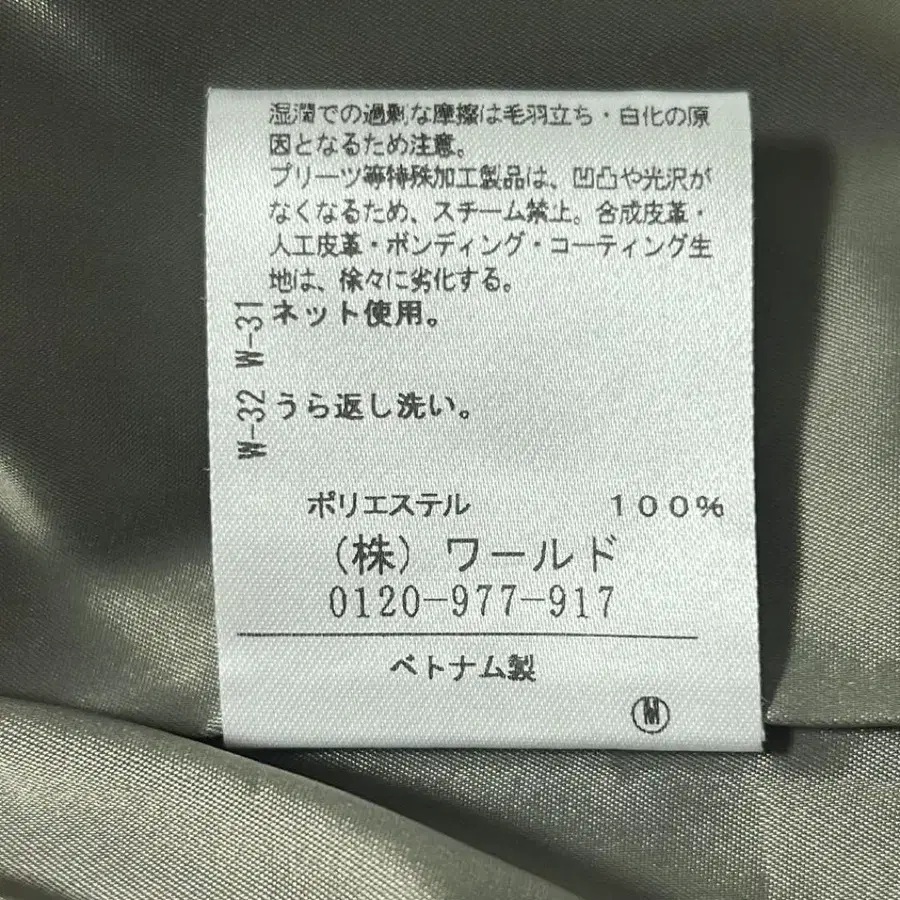 湿潤での過剰な摩擦は毛羽立ち・白化の原
因となるため注意。
プリーツ等特殊加工製品は、凹凸や光沢が
なくなるため、スチーム禁止。合成皮革・
人工皮革・ボンディング・コーティング生
地は、徐々に劣化する。
W-31 ネット使用。
W-32 うら返し洗い。
ポリエステル 100%
(株) ワールド
0120-977-917
ベトナム製
M